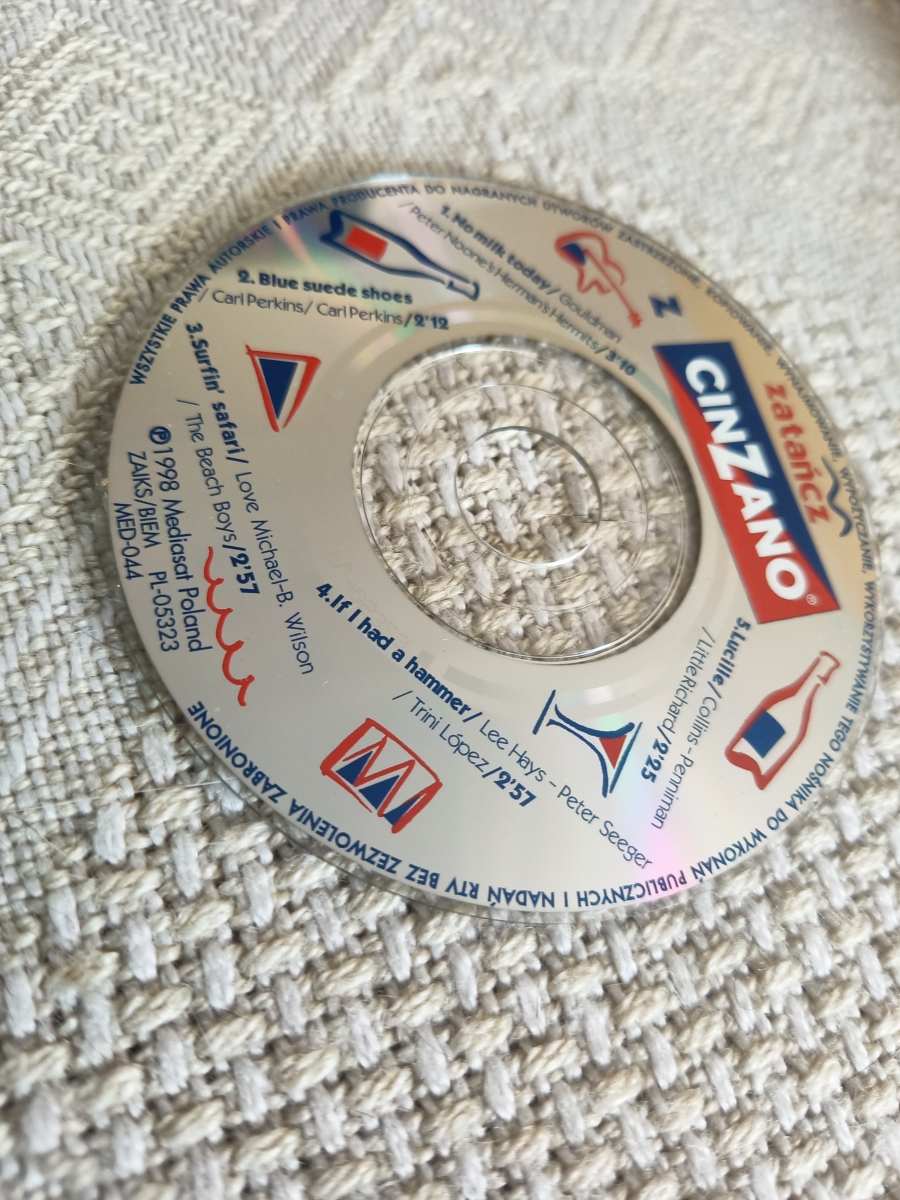 zatańcz
Z
CINZANO®
1. No milk today/ Gouldman
/ Peter Noone's Herman's Hermits/3'10
2. Blue suede shoes
/ Carl Perkins/ Carl Perkins/2'12
3. Surfin' safari/ Love Michael-B. Wilson
/ The Beach Boys/2'57
4. If I had a hammer/ Lee Hays - Peter Seeger
/ Trini López/2'57
5. Lucille/ Collins - Penniman
/ Little Richard/2'25
℗1998 Mediasat Poland
ZAIKS/BIEM PL-05323
MED-044
WSZYSTKIE PRAWA AUTORSKIE I PRAWA PRODUCENTA DO NAGRANYCH UTWORÓW ZASTRZEŻONE. KOPIOWANIE, WYNAJMOWANIE, WYPOŻYCZANIE, WYKORZYSTYWANIE TEGO NOŚNIKA DO WYKONAŃ PUBLICZNYCH I NADAŃ RTV BEZ ZEZWOLENIA ZABRONIONE